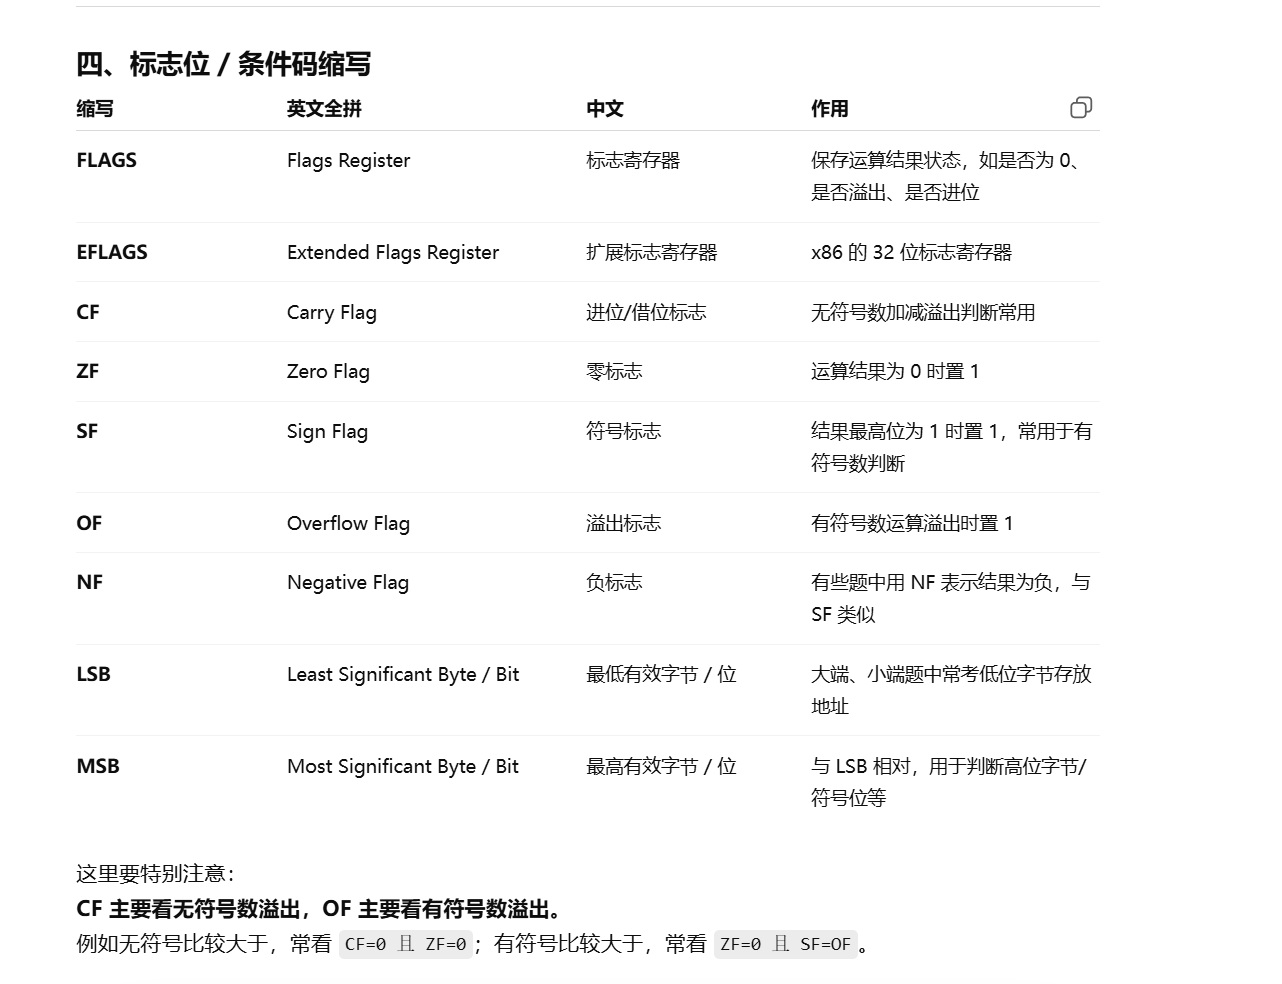 四、标志位 / 条件码缩写
缩写 英文全拼 中文 作用
FLAGS Flags Register 标志寄存器 保存运算结果状态，如是否为 0、
是否溢出、是否进位
EFLAGS Extended Flags Register 扩展标志寄存器 x86 的 32 位标志寄存器
CF Carry Flag 进位/借位标志 无符号数加减溢出判断常用
ZF Zero Flag 零标志 运算结果为 0 时置 1
SF Sign Flag 符号标志 结果最高位为 1 时置 1，常用于有
符号数判断
OF Overflow Flag 溢出标志 有符号数运算溢出时置 1
NF Negative Flag 负标志 有些题中用 NF 表示结果为负，与
SF 类似
LSB Least Significant Byte / Bit 最低有效字节 / 位 大端、小端题中常考低位字节存放
地址
MSB Most Significant Byte / Bit 最高有效字节 / 位 与 LSB 相对，用于判断高位字节/
符号位等
这里要特别注意：
CF 主要看无符号数溢出，OF 主要看有符号数溢出。
例如无符号比较大于，常看 CF=0 且 ZF=0；有符号比较大于，常看 ZF=0 且 SF=OF。